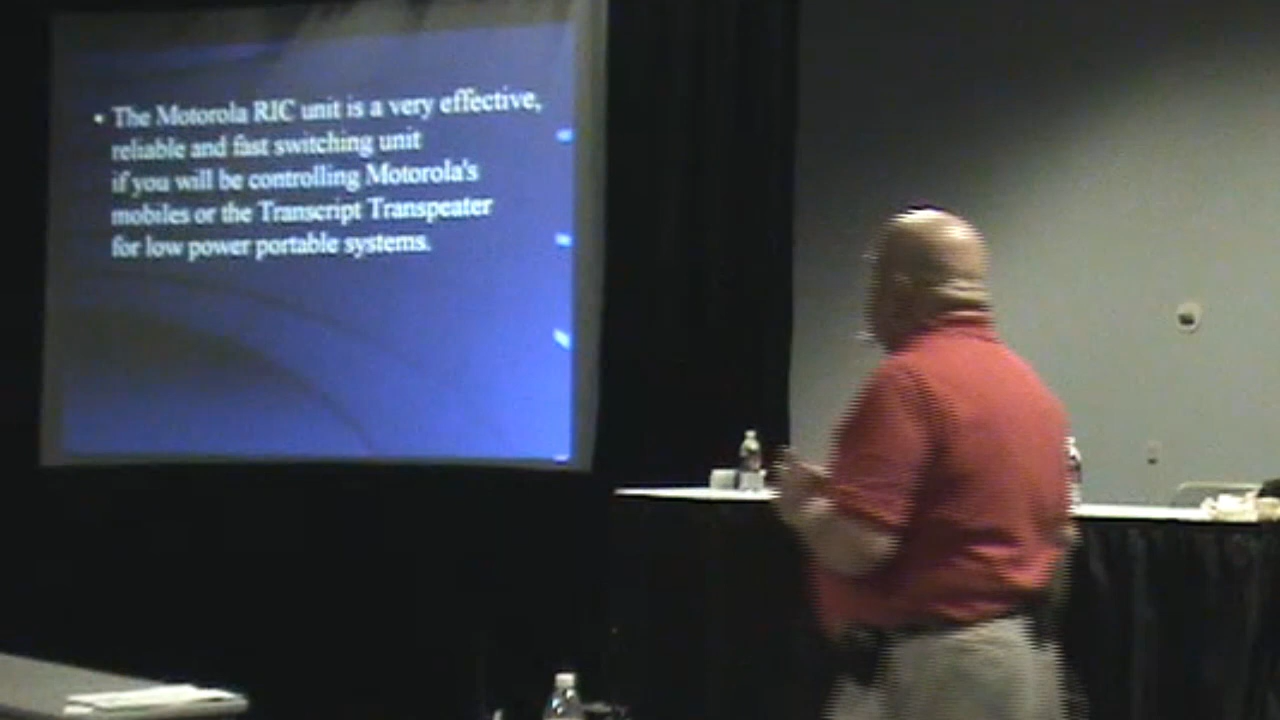 • The Motorola RIC unit is a very effective,
reliable and fast switching unit
if you will be controlling Motorola's
mobiles or the Transcript Transpeater
for low power portable systems.